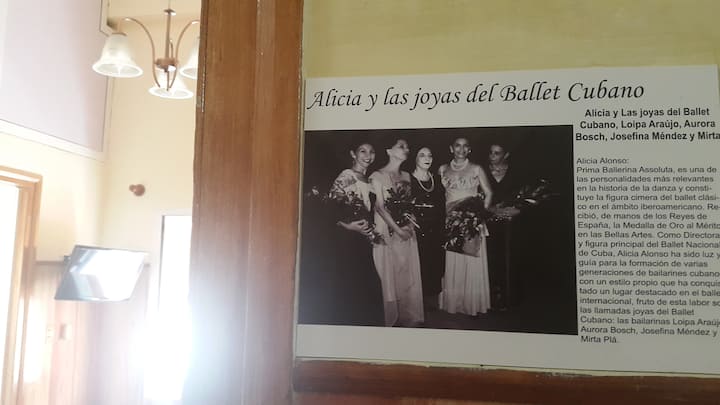 Alicia y las joyas del Ballet Cubano
Alicia y Las joyas del Ballet
Cubano, Loipa Araújo, Aurora
Bosch, Josefina Méndez y Mirta
Alicia Alonso:
Prima Ballerina Assoluta, es una de
las personalidades más relevantes
en la historia de la danza y consti-
tuye la figura cimera del ballet clási-
co en el ámbito iberoamericano. Re-
cibió, de manos de los Reyes de
España, la Medalla de Oro al Mérito
en las Bellas Artes. Como Directora
y figura principal del Ballet Nacional
de Cuba, Alicia Alonso ha sido luz y
guía para la formación de varias
generaciones de bailarines cubano
con un estilo propio que ha conquis
tado un lugar destacado en el balle
internacional, fruto de esta labor so
las llamadas joyas del Ballet
Cubano: las bailarinas Loipa Araújo
Aurora Bosch, Josefina Méndez y
Mirta Plá.